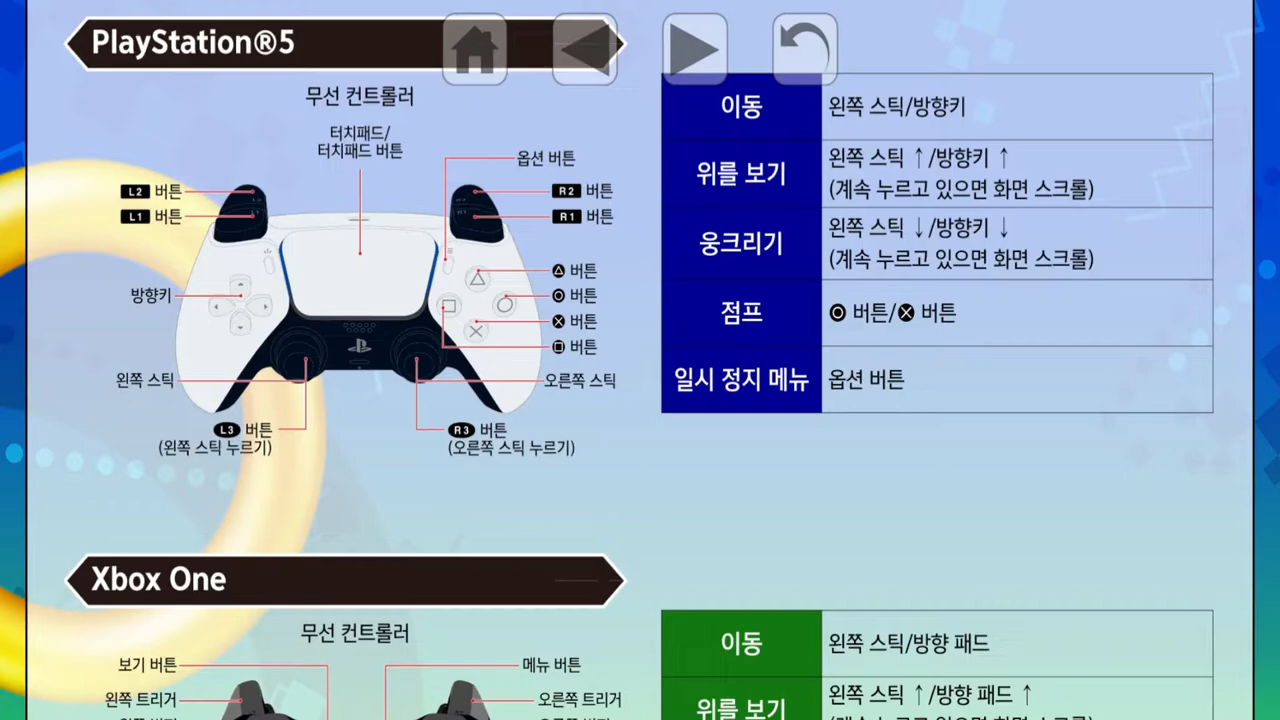 PlayStation®5
무선 컨트롤러
터치패드/
터치패드 버튼
옵션 버튼
L2 버튼
R2 버튼
L1 버튼
R1 버튼
방향키
△ 버튼
○ 버튼
× 버튼
□ 버튼
왼쪽 스틱
오른쪽 스틱
L3 버튼
(왼쪽 스틱 누르기)
R3 버튼
(오른쪽 스틱 누르기)
이동
왼쪽 스틱/방향키
위를 보기
왼쪽 스틱 ↑/방향키 ↑
(계속 누르고 있으면 화면 스크롤)
웅크리기
왼쪽 스틱 ↓/방향키 ↓
(계속 누르고 있으면 화면 스크롤)
점프
○ 버튼/× 버튼
일시 정지 메뉴
옵션 버튼
Xbox One
무선 컨트롤러
보기 버튼
메뉴 버튼
왼쪽 트리거
오른쪽 트리거
이동
왼쪽 스틱/방향 패드
위를 보기
왼쪽 스틱 ↑/방향 패드 ↑